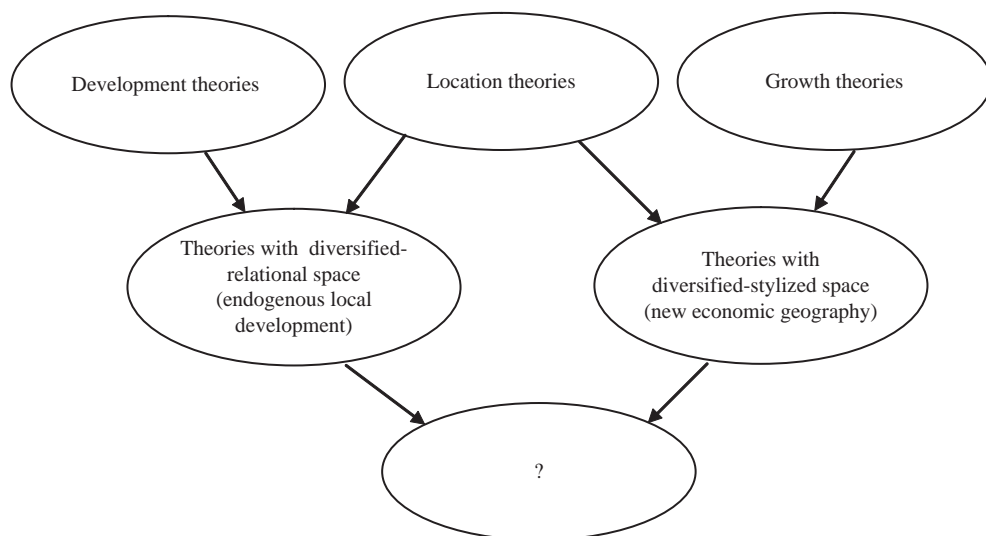 Development theories
Location theories
Growth theories
Theories with diversified-
relational space
(endogenous local
development)
Theories with
diversified-stylized space
(new economic geography)
?